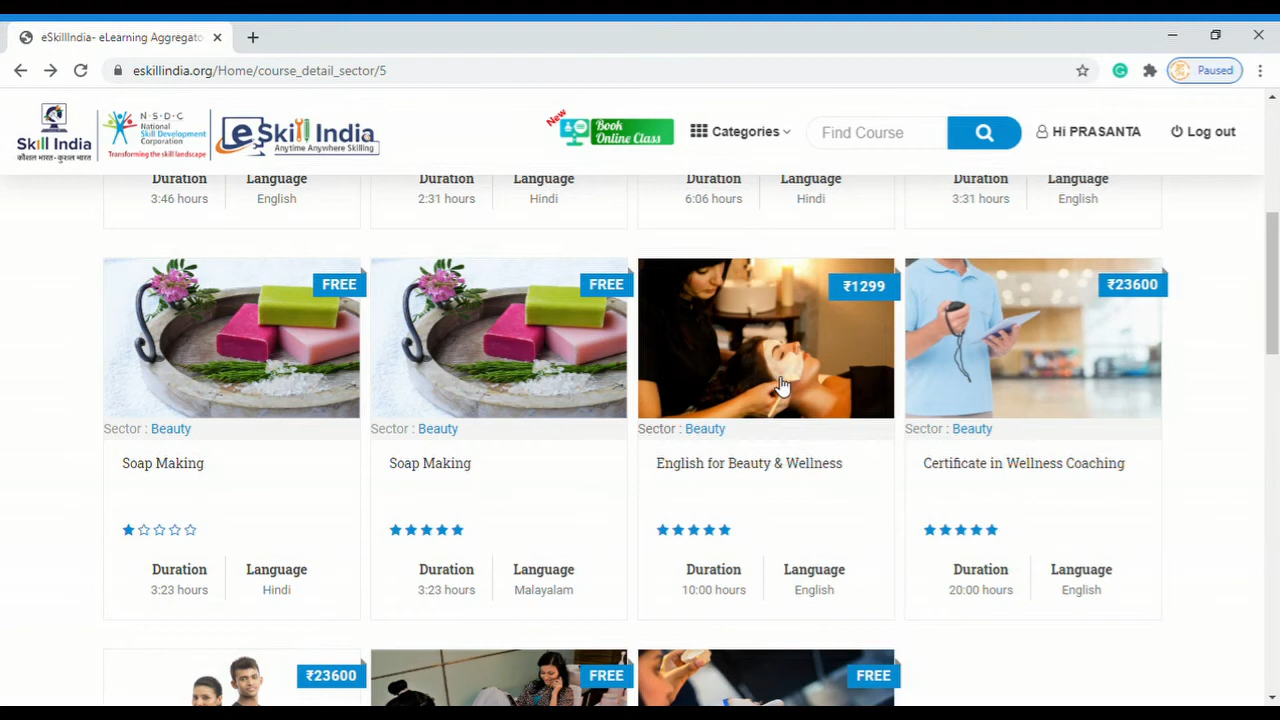 eSkillIndia- eLearning Aggregato
eskillindia.org/Home/course_detail_sector/5
Paused
Skill India
कौशल भारत - कुशल भारत
N·S·D·C
National
Skill Development
Corporation
Transforming the skill landscape
eSkill India
Anytime Anywhere Skilling
New
Book
Online Class
Categories
Find Course
Hi PRASANTA
Log out
Duration Language
3:46 hours English
Duration Language
2:31 hours Hindi
Duration Language
6:06 hours Hindi
Duration Language
3:31 hours English
FREE
Sector : Beauty
Soap Making
Duration Language
3:23 hours Hindi
FREE
Sector : Beauty
Soap Making
Duration Language
3:23 hours Malayalam
₹1299
Sector : Beauty
English for Beauty & Wellness
Duration Language
10:00 hours English
₹23600
Sector : Beauty
Certificate in Wellness Coaching
Duration Language
20:00 hours English
₹23600
FREE
FREE